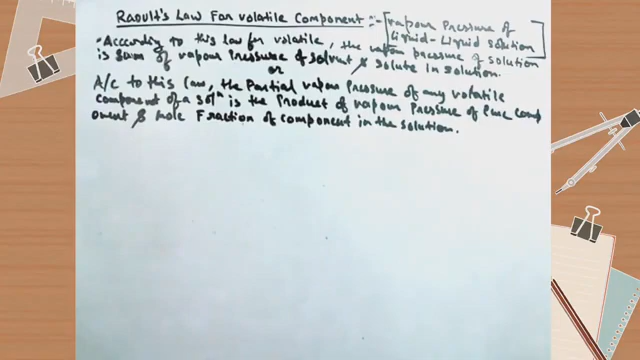 Raoult's Law For volatile Component :-
[vapour Pressure of
liquid-liquid solution]
- According to this law for volatile, the vapour pressure of solution
is sum of vapour Pressure of solvent & solute in solution.
or
A/c to this law, the Partial vapour Pressure of any volatile
component of a solⁿ is the Product of vapour Pressure of Pure Comp
onent & mole Fraction of component in the solution.